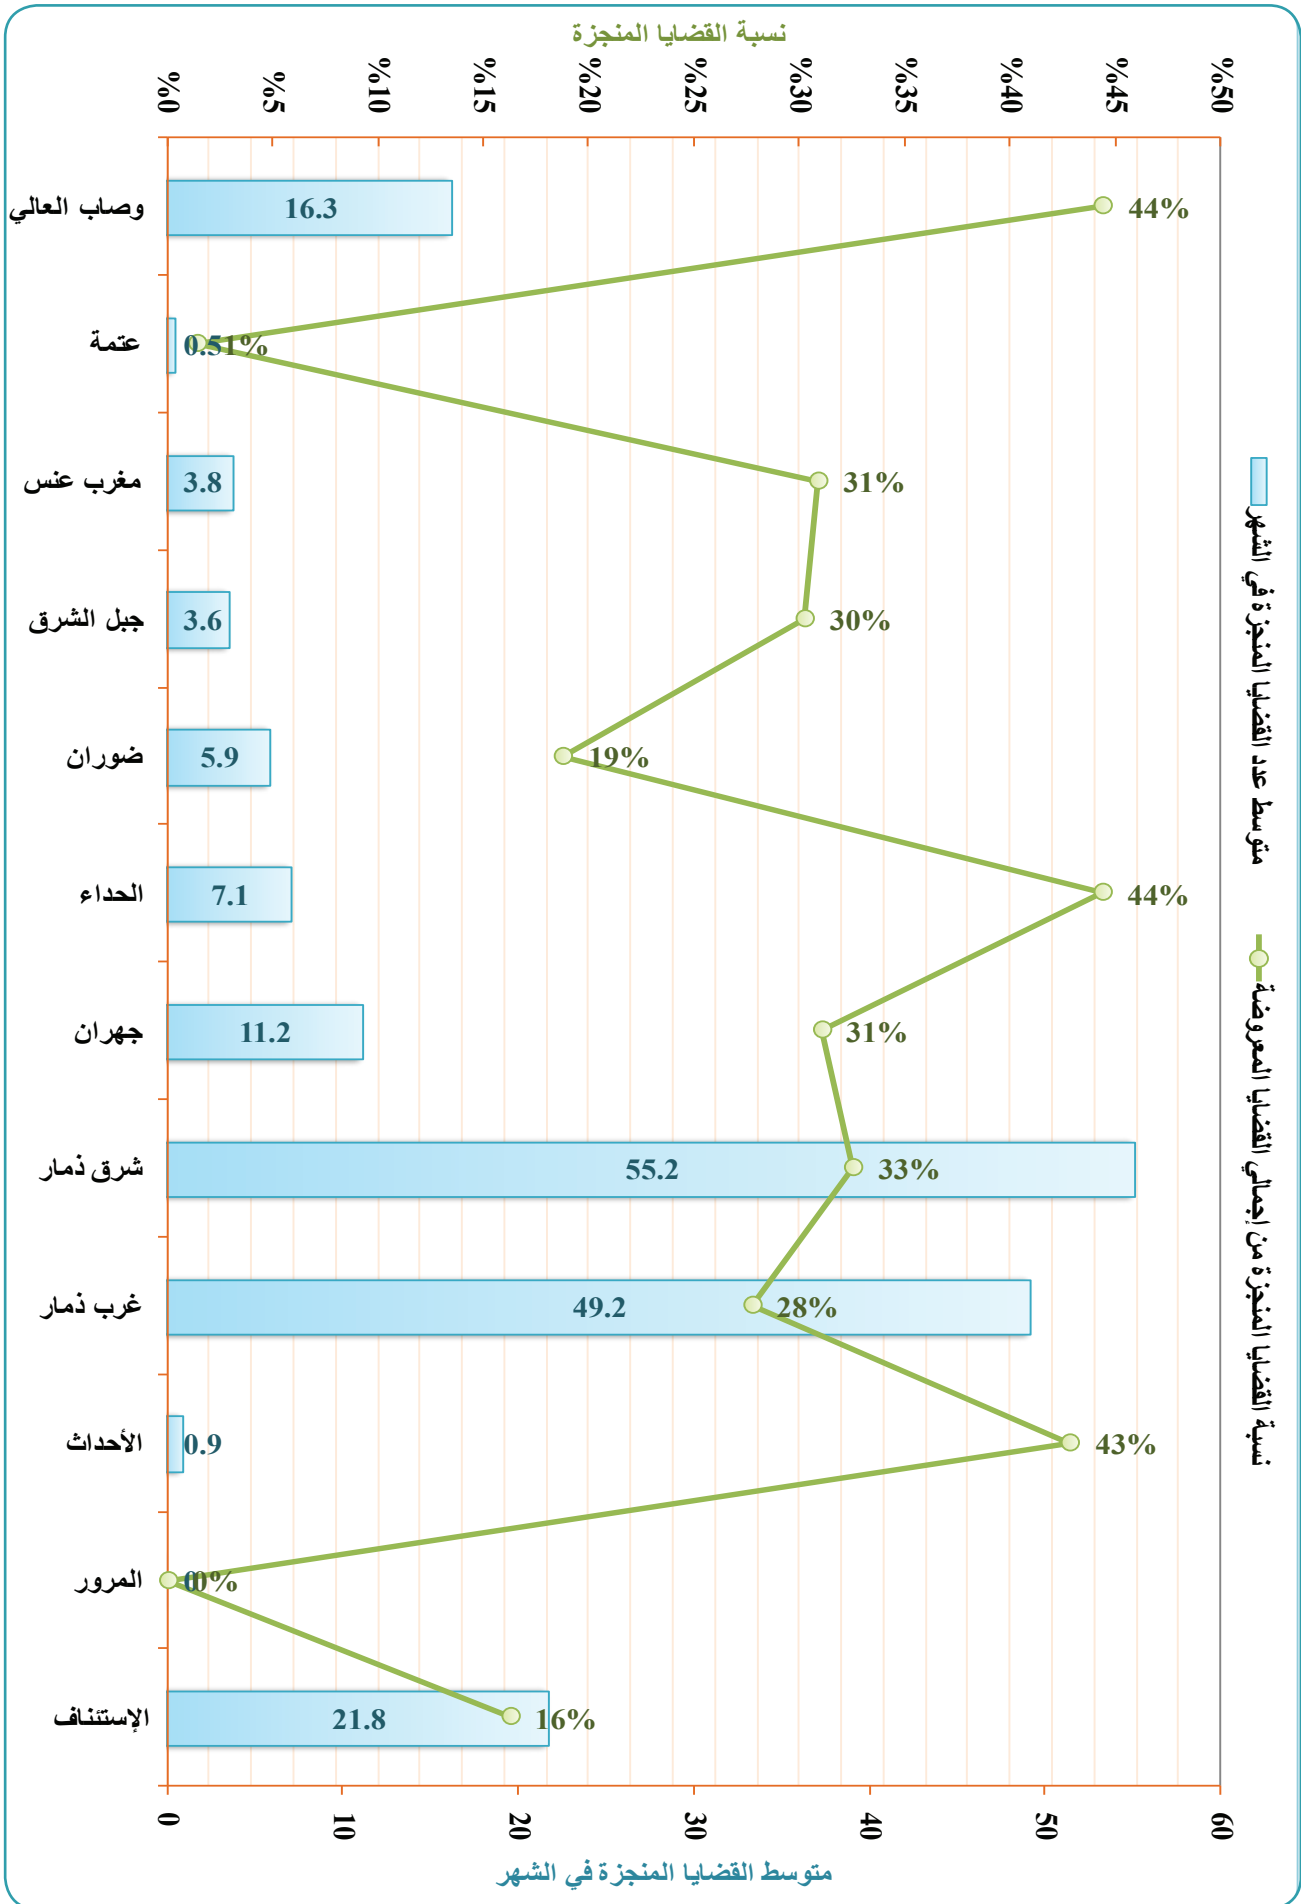 نسبة القضايا المنجزة
%0
%5
%10
%15
%20
%25
%30
%35
%40
%45
%50
وصاب العالي
16.3
44%
عتمة
0.5
1%
مغرب عنس
3.8
31%
جبل الشرق
3.6
30%
ضوران
5.9
19%
الحداء
7.1
44%
جهران
11.2
31%
شرق ذمار
55.2
33%
غرب ذمار
49.2
28%
الأحداث
0.9
43%
المرور
0
0%
الإستئناف
21.8
16%
0
10
20
30
40
50
60
متوسط القضايا المنجزة في الشهر
متوسط عدد القضايا المنجزة في الشهر
نسبة القضايا المنجزة من إجمالي القضايا المعروضة